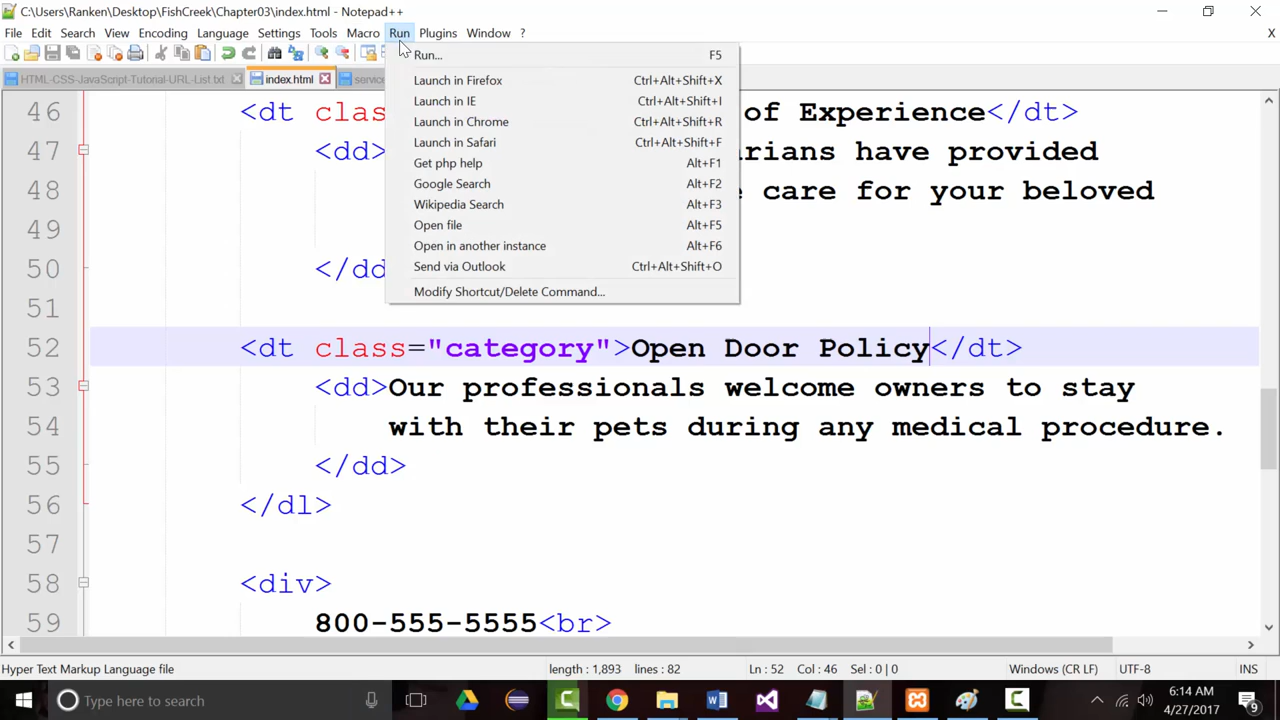 C:\Users\Ranken\Desktop\FishCreek\Chapter03\index.html - Notepad++
File Edit Search View Encoding Language Settings Tools Macro Run Plugins Window ? X
HTML-CSS-JavaScript-Tutorial-URL-List.txt index.html
Run... F5
Launch in Firefox Ctrl+Alt+Shift+X
Launch in IE Ctrl+Alt+Shift+I
Launch in Chrome Ctrl+Alt+Shift+R
Launch in Safari Ctrl+Alt+Shift+F
Get php help Alt+F1
Google Search Alt+F2
Wikipedia Search Alt+F3
Open file Alt+F5
Open in another instance Alt+F6
Send via Outlook Ctrl+Alt+Shift+O
Modify Shortcut/Delete Command...
46 <dt clas of Experience</dt>
47 <dd> arians have provided
48 e care for your beloved
49
50 </dd
51
52 <dt class="category">Open Door Policy</dt>
53 <dd>Our professionals welcome owners to stay
54 with their pets during any medical procedure.
55 </dd>
56 </dl>
57
58 <div>
59 800-555-5555<br>
Hyper Text Markup Language file length : 1,893 lines : 82 Ln : 52 Col : 46 Sel : 0 | 0 Windows (CR LF) UTF-8 INS
Type here to search
6:14 AM
4/27/2017
9